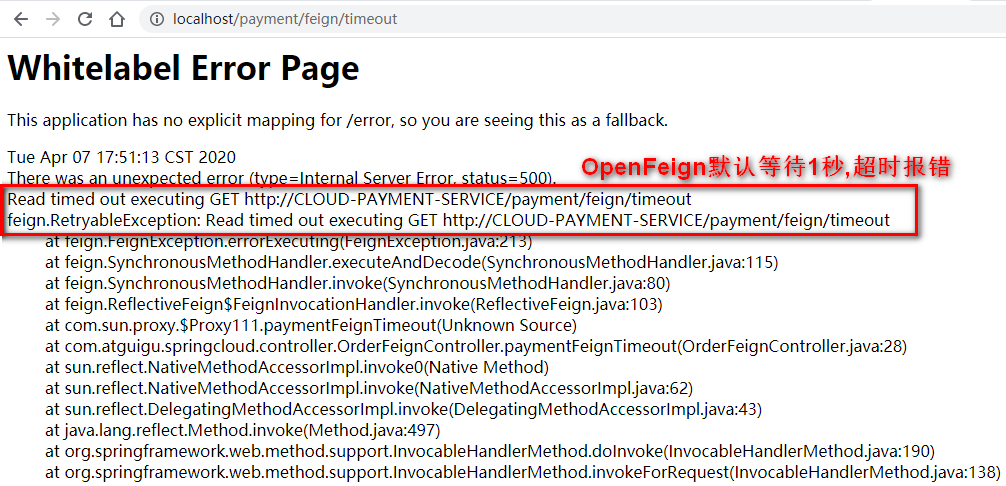 localhost/payment/feign/timeout
Whitelabel Error Page
This application has no explicit mapping for /error, so you are seeing this as a fallback.
Tue Apr 07 17:51:13 CST 2020
OpenFeign默认等待1秒,超时报错
There was an unexpected error (type=Internal Server Error, status=500).
Read timed out executing GET http://CLOUD-PAYMENT-SERVICE/payment/feign/timeout
feign.RetryableException: Read timed out executing GET http://CLOUD-PAYMENT-SERVICE/payment/feign/timeout
at feign.FeignException.errorExecuting(FeignException.java:213)
at feign.SynchronousMethodHandler.executeAndDecode(SynchronousMethodHandler.java:115)
at feign.SynchronousMethodHandler.invoke(SynchronousMethodHandler.java:80)
at feign.ReflectiveFeign$FeignInvocationHandler.invoke(ReflectiveFeign.java:103)
at com.sun.proxy.$Proxy111.paymentFeignTimeout(Unknown Source)
at com.atguigu.springcloud.controller.OrderFeignController.paymentFeignTimeout(OrderFeignController.java:28)
at sun.reflect.NativeMethodAccessorImpl.invoke0(Native Method)
at sun.reflect.NativeMethodAccessorImpl.invoke(NativeMethodAccessorImpl.java:62)
at sun.reflect.DelegatingMethodAccessorImpl.invoke(DelegatingMethodAccessorImpl.java:43)
at java.lang.reflect.Method.invoke(Method.java:497)
at org.springframework.web.method.support.InvocableHandlerMethod.doInvoke(InvocableHandlerMethod.java:190)
at org.springframework.web.method.support.InvocableHandlerMethod.invokeForRequest(InvocableHandlerMethod.java:138)